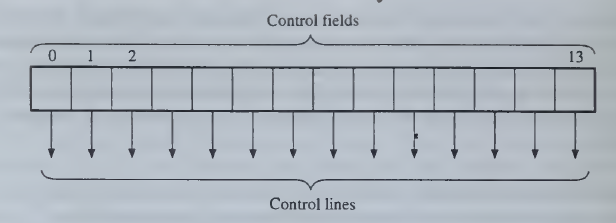 Control fields
0 1 2 13
Control lines